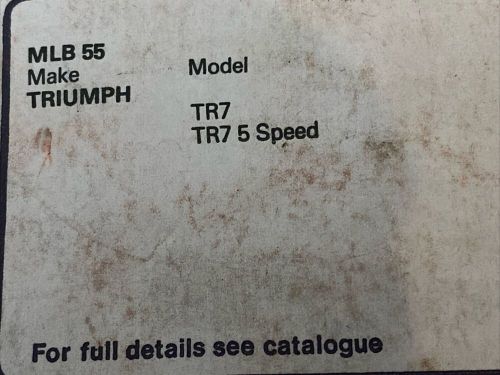 MLB 55
Make Model
TRIUMPH
TR7
TR7 5 Speed
For full details see catalogue